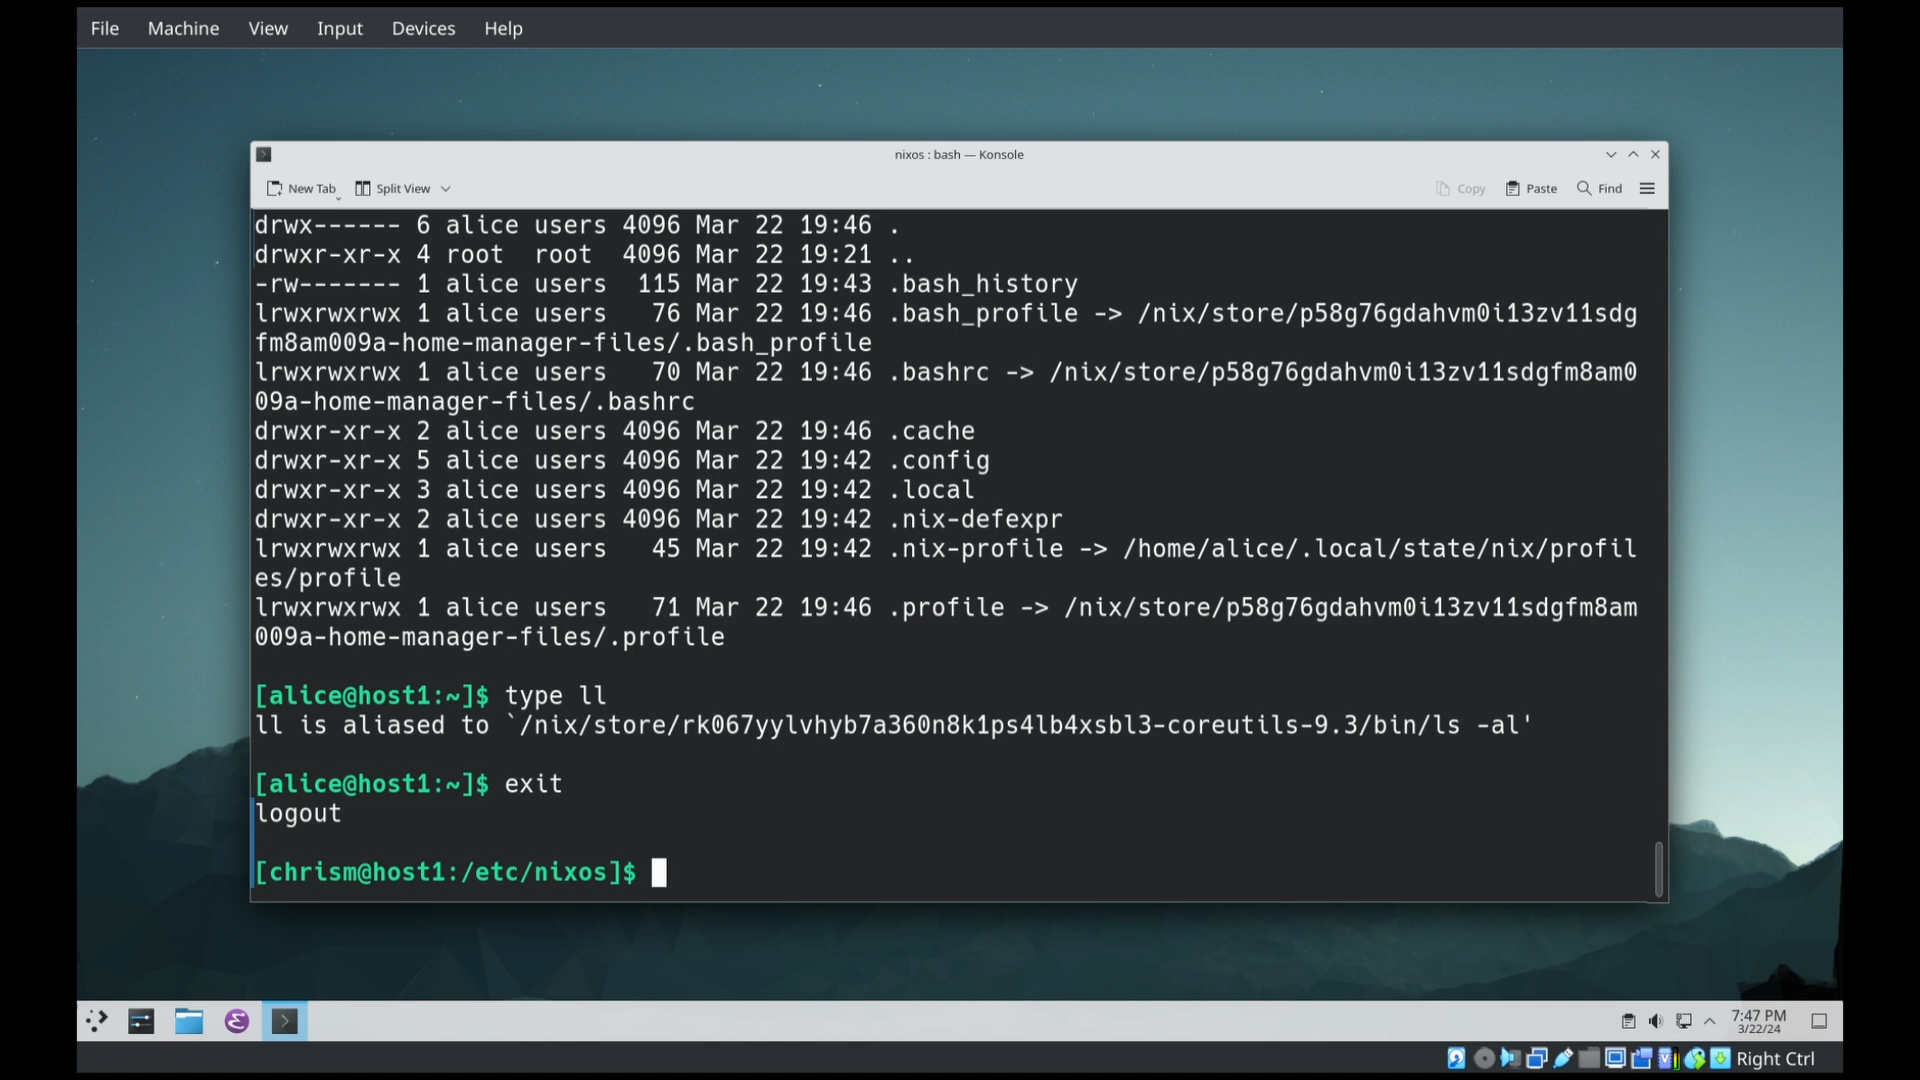 File Machine View Input Devices Help
nixos : bash — Konsole
New Tab Split View Copy Paste Find
drwx------ 6 alice users 4096 Mar 22 19:46 .
drwxr-xr-x 4 root  root  4096 Mar 22 19:21 ..
-rw------- 1 alice users  115 Mar 22 19:43 .bash_history
lrwxrwxrwx 1 alice users   76 Mar 22 19:46 .bash_profile -> /nix/store/p58g76gdahvm0i13zv11sdg
fm8am009a-home-manager-files/.bash_profile
lrwxrwxrwx 1 alice users   70 Mar 22 19:46 .bashrc -> /nix/store/p58g76gdahvm0i13zv11sdgfm8am0
09a-home-manager-files/.bashrc
drwxr-xr-x 2 alice users 4096 Mar 22 19:46 .cache
drwxr-xr-x 5 alice users 4096 Mar 22 19:42 .config
drwxr-xr-x 3 alice users 4096 Mar 22 19:42 .local
drwxr-xr-x 2 alice users 4096 Mar 22 19:42 .nix-defexpr
lrwxrwxrwx 1 alice users   45 Mar 22 19:42 .nix-profile -> /home/alice/.local/state/nix/profil
es/profile
lrwxrwxrwx 1 alice users   71 Mar 22 19:46 .profile -> /nix/store/p58g76gdahvm0i13zv11sdgfm8am
009a-home-manager-files/.profile
[alice@host1:~]$ type ll
ll is aliased to `/nix/store/rk067yylvhyb7a360n8k1ps4lb4xsbl3-coreutils-9.3/bin/ls -al'
[alice@host1:~]$ exit
logout
[chrism@host1:/etc/nixos]$
7:47 PM
3/22/24
Right Ctrl